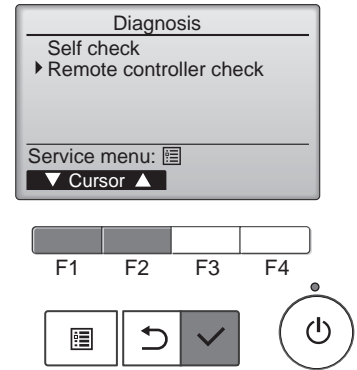 Diagnosis
Self check
Remote controller check
Service menu:
▼ Cursor ▲
F1 F2 F3 F4